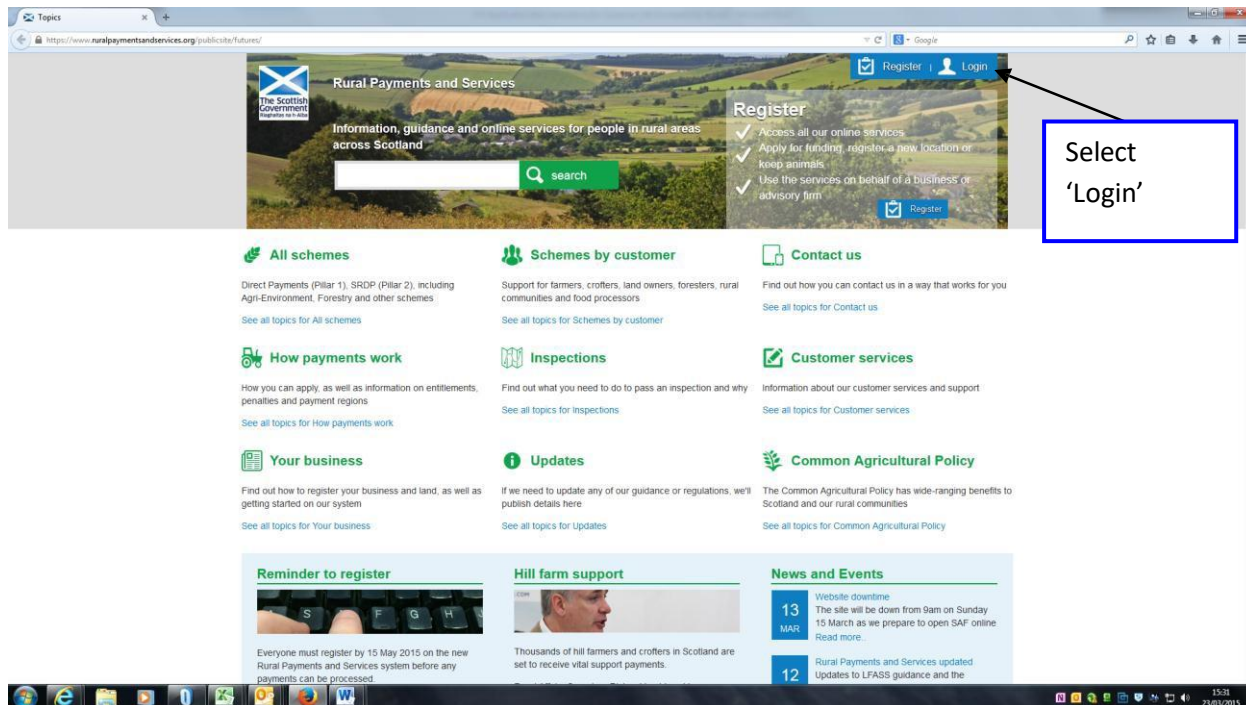 Topics
https://www.ruralpaymentsandservices.org/publicsite/futures/
Google
The Scottish
Government
Riaghaltas na h-Alba
Rural Payments and Services
Information, guidance and online services for people in rural areas
across Scotland
search
Register | Login
Register
Access all our online services
Apply for funding, register a new location or
keep animals
Use the services on behalf of a business or
advisory firm
Register
Select
‘Login’
All schemes
Direct Payments (Pillar 1), SRDP (Pillar 2), including
Agri-Environment, Forestry and other schemes
See all topics for All schemes
Schemes by customer
Support for farmers, crofters, land owners, foresters, rural
communities and food processors
See all topics for Schemes by customer
Contact us
Find out how you can contact us in a way that works for you
See all topics for Contact us
How payments work
How you can apply, as well as information on entitlements,
penalties and payment regions
See all topics for How payments work
Inspections
Find out what you need to do to pass an inspection and why
See all topics for Inspections
Customer services
Information about our customer services and support
See all topics for Customer services
Your business
Find out how to register your business and land, as well as
getting started on our system
See all topics for Your business
Updates
If we need to update any of our guidance or regulations, we'll
publish details here
See all topics for Updates
Common Agricultural Policy
The Common Agricultural Policy has wide-ranging benefits to
Scotland and our rural communities
See all topics for Common Agricultural Policy
Reminder to register
S F G H
Everyone must register by 15 May 2015 on the new
Rural Payments and Services system before any
payments can be processed.
Hill farm support
COM
Thousands of hill farmers and crofters in Scotland are
set to receive vital support payments.
News and Events
13
MAR
Website downtime
The site will be down from 9am on Sunday
15 March as we prepare to open SAF online
Read more..
12
Rural Payments and Services updated
Updates to LFASS guidance and the
15:31
23/03/2015